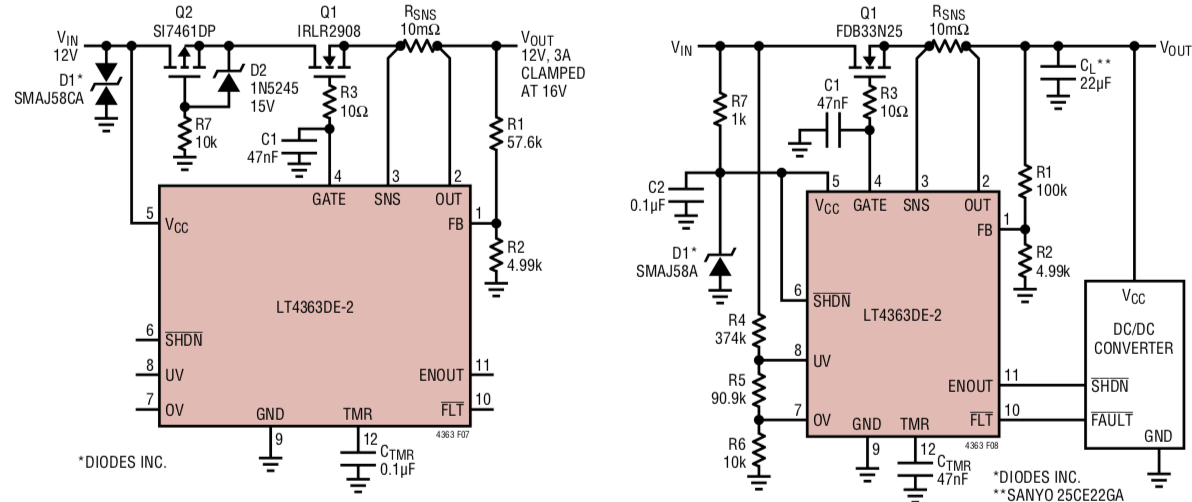 Q2
SI7461DP
Q1
IRLR2908
RSNS
10mΩ
VIN
12V
VOUT
12V, 3A
CLAMPED
AT 16V
D1*
SMAJ58CA
D2
1N5245
15V
R7
10k
R3
10Ω
C1
47nF
R1
57.6k
4
3
2
GATE
SNS
OUT
5
VCC
FB
1
R2
4.99k
LT4363DE-2
6
SHDN
8
UV
ENOUT
11
7
OV
GND
TMR
FLT
10
9
12
4363 F07
CTMR
0.1µF
*DIODES INC.
Q1
FDB33N25
RSNS
10mΩ
VIN
VOUT
CL**
22µF
R7
1k
C1
47nF
R3
10Ω
R1
100k
C2
0.1µF
5
4
3
2
VCC
GATE
SNS
OUT
FB
1
R2
4.99k
D1*
SMAJ58A
6
SHDN
LT4363DE-2
VCC
DC/DC
CONVERTER
R4
374k
8
UV
R5
90.9k
ENOUT
11
SHDN
7
OV
GND
TMR
FLT
10
FAULT
R6
10k
9
12
4363 F08
GND
CTMR
47nF
*DIODES INC.
**SANYO 25CE22GA